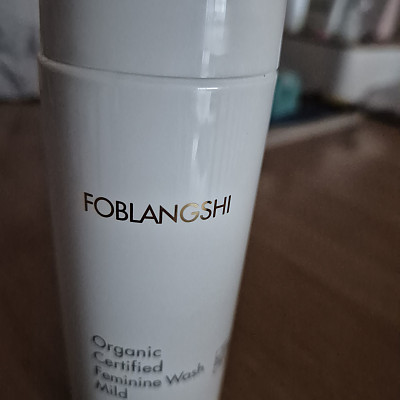 FOBLANGSHI
Organic
Certified
Feminine Wash
Mild